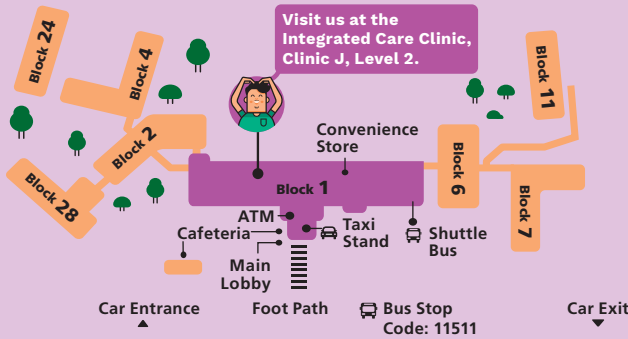 Visit us at the
Integrated Care Clinic,
Clinic J, Level 2.
Block 24
Block 4
Block 2
Block 28
Block 11
Convenience
Store
Block 1
Block 6
Block 7
ATM
Cafeteria
Taxi
Stand
Shuttle
Bus
Main
Lobby
Car Entrance
Foot Path
Bus Stop
Code: 11511
Car Exit